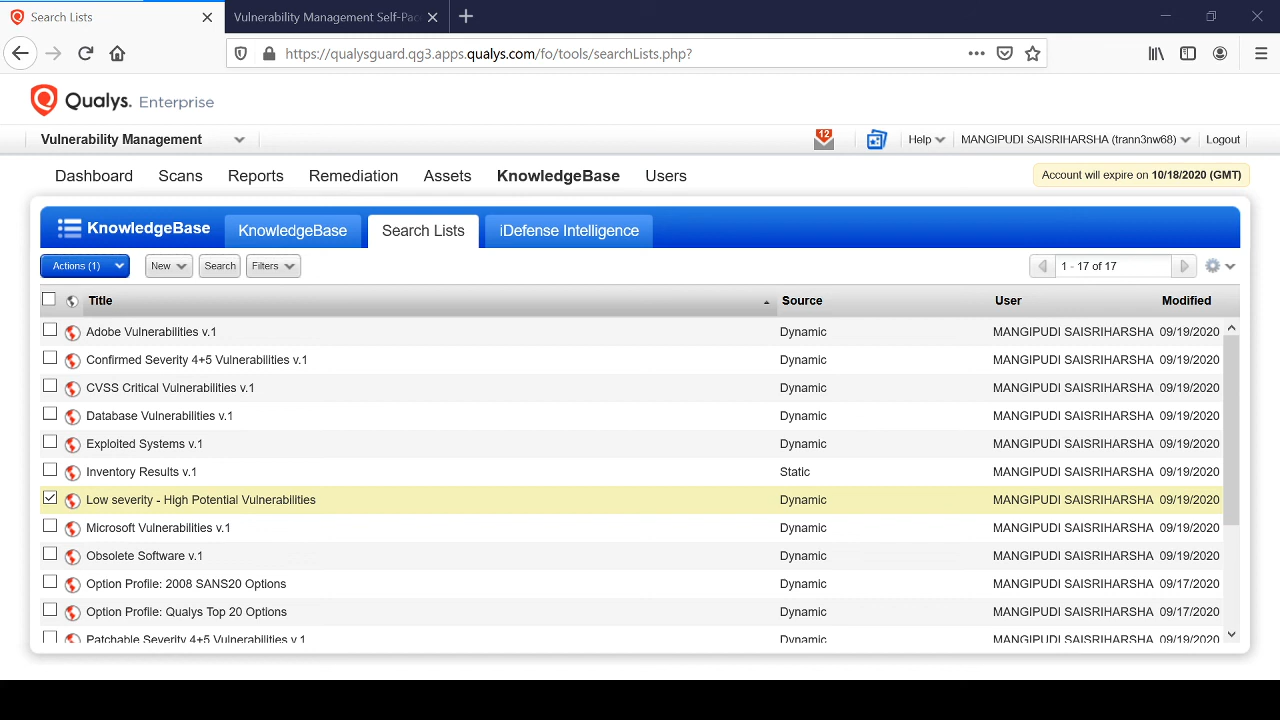 Search Lists
Vulnerability Management Self-Pac
https://qualysguard.qg3.apps.qualys.com/fo/tools/searchLists.php?
Qualys. Enterprise
Vulnerability Management
12
Help
MANGIPUDI SAISRIHARSHA (trann3nw68)
Logout
Dashboard Scans Reports Remediation Assets KnowledgeBase Users
Account will expire on 10/18/2020 (GMT)
KnowledgeBase KnowledgeBase Search Lists iDefense Intelligence
Actions (1) New Search Filters 1 - 17 of 17
Title Source User Modified
Adobe Vulnerabilities v.1 Dynamic MANGIPUDI SAISRIHARSHA 09/19/2020
Confirmed Severity 4+5 Vulnerabilities v.1 Dynamic MANGIPUDI SAISRIHARSHA 09/19/2020
CVSS Critical Vulnerabilities v.1 Dynamic MANGIPUDI SAISRIHARSHA 09/19/2020
Database Vulnerabilities v.1 Dynamic MANGIPUDI SAISRIHARSHA 09/19/2020
Exploited Systems v.1 Dynamic MANGIPUDI SAISRIHARSHA 09/19/2020
Inventory Results v.1 Static MANGIPUDI SAISRIHARSHA 09/19/2020
Low severity - High Potential Vulnerabilities Dynamic MANGIPUDI SAISRIHARSHA 09/19/2020
Microsoft Vulnerabilities v.1 Dynamic MANGIPUDI SAISRIHARSHA 09/19/2020
Obsolete Software v.1 Dynamic MANGIPUDI SAISRIHARSHA 09/19/2020
Option Profile: 2008 SANS20 Options Dynamic MANGIPUDI SAISRIHARSHA 09/17/2020
Option Profile: Qualys Top 20 Options Dynamic MANGIPUDI SAISRIHARSHA 09/17/2020
Patchable Severity 4+5 Vulnerabilities v.1 Dynamic MANGIPUDI SAISRIHARSHA 09/19/2020